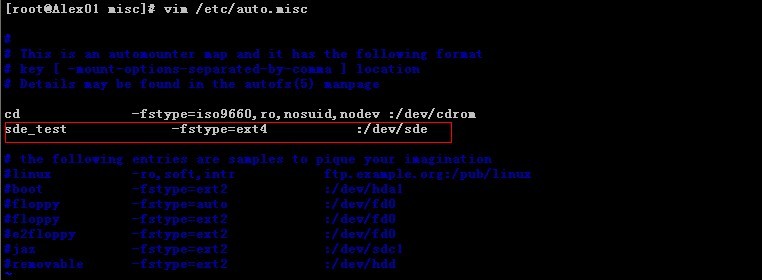 [root@Alex01 misc]# vim /etc/auto.misc
#
# This is an automounter map and it has the following format
# key [ -mount-options-separated-by-comma ] location
# Details may be found in the autofs(5) manpage
cd -fstype=iso9660,ro,nosuid,nodev :/dev/cdrom
sde_test -fstype=ext4 :/dev/sde
# the following entries are samples to pique your imagination
#linux -ro,soft,intr ftp.example.org:/pub/linux
#boot -fstype=ext2 :/dev/hda1
#floppy -fstype=auto :/dev/fd0
#floppy -fstype=ext2 :/dev/fd0
#e2floppy -fstype=ext2 :/dev/fd0
#jaz -fstype=ext2 :/dev/sdc1
#removable -fstype=ext2 :/dev/hdd
~